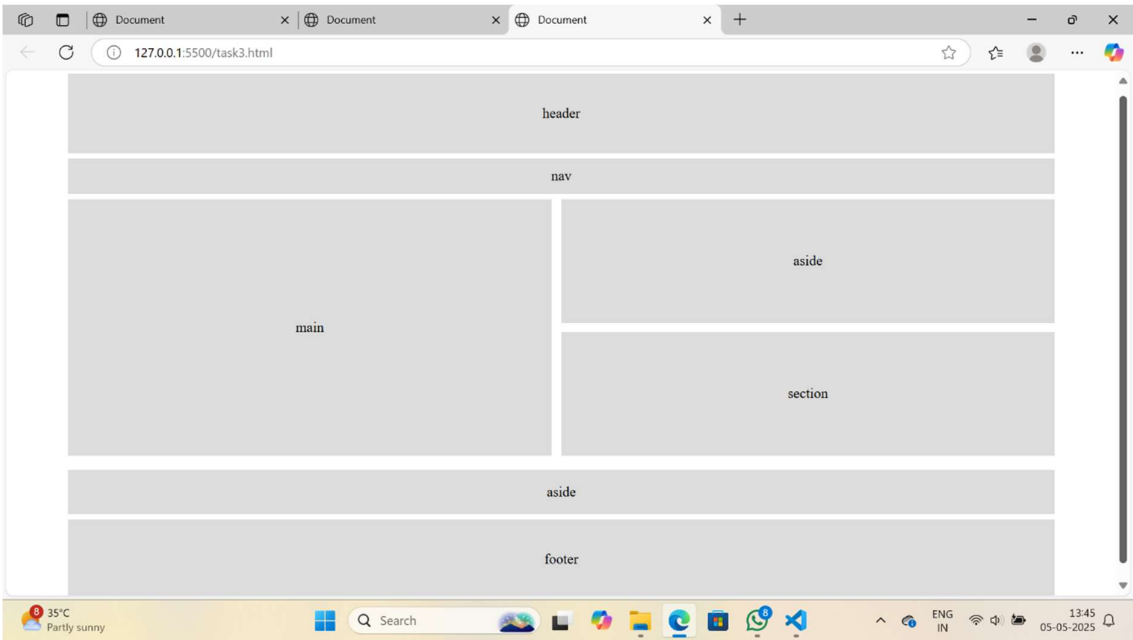 Document
Document
Document
127.0.0.1:5500/task3.html
header
nav
main
aside
section
aside
footer
8
35°C
Partly sunny
Search
8
ENG
IN
13:45
05-05-2025